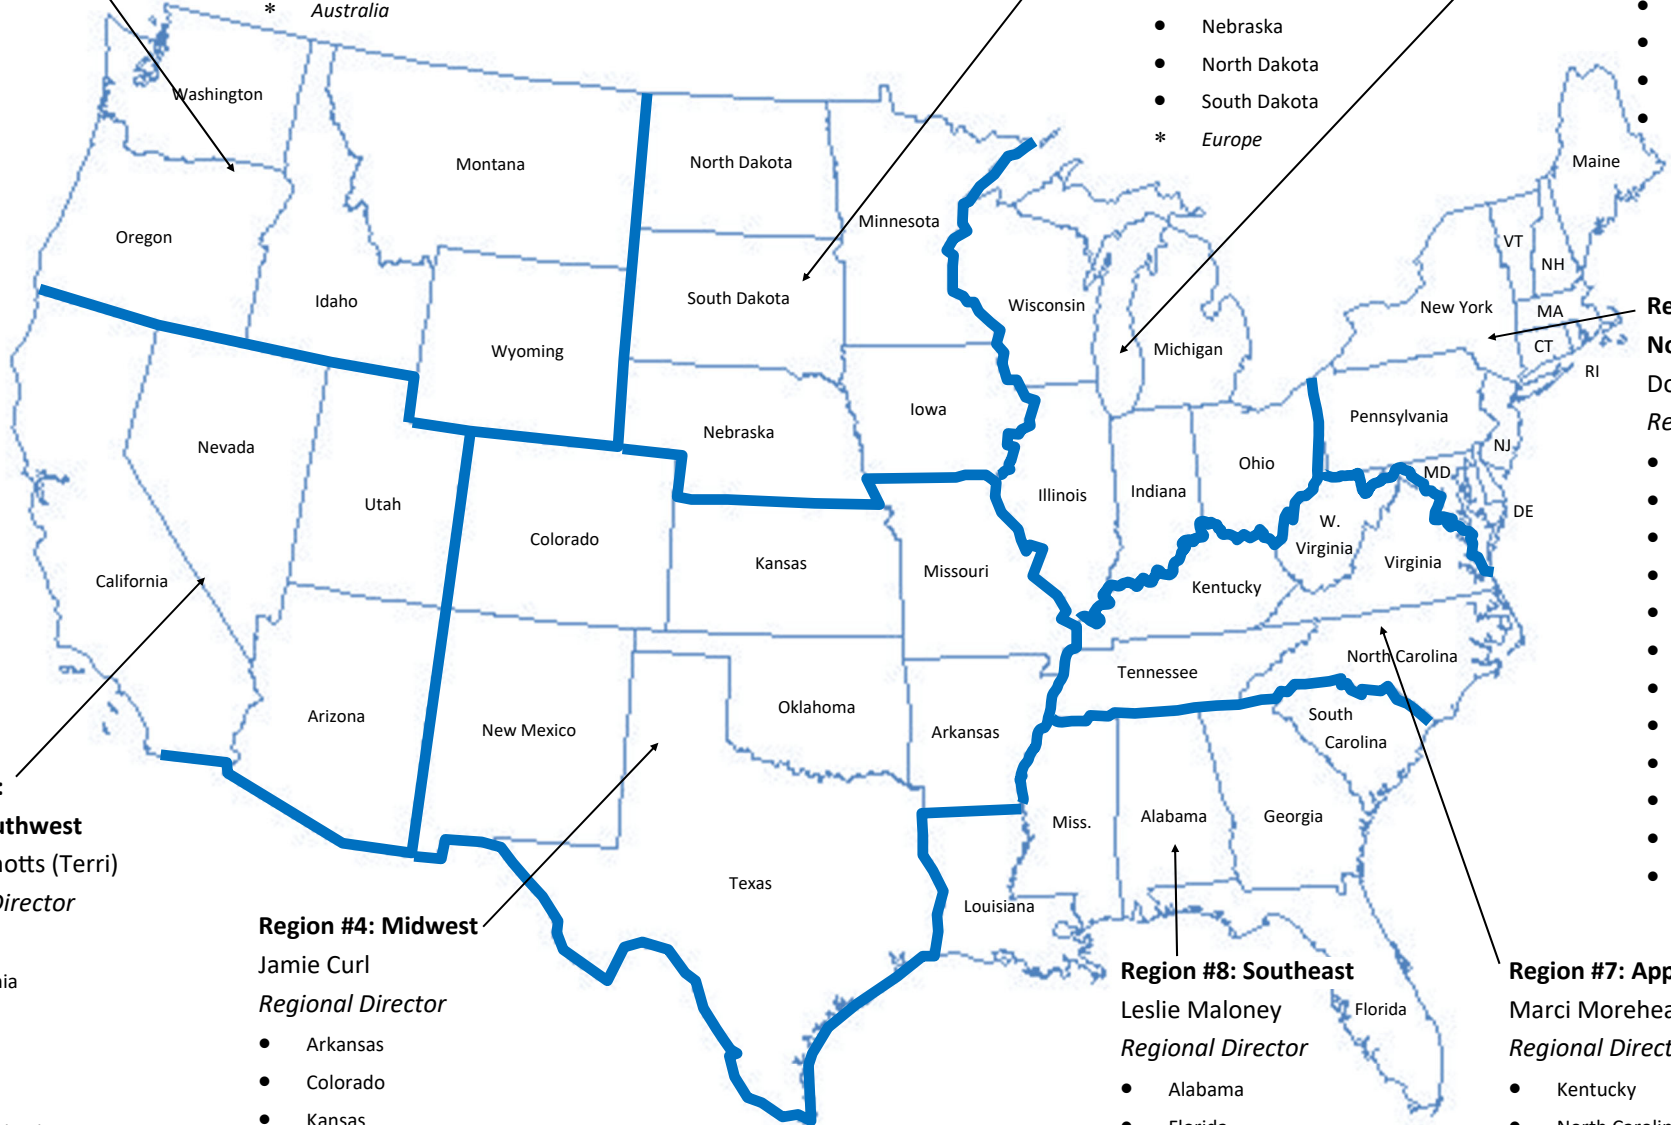 * Australia
• Nebraska
• North Dakota
• South Dakota
* Europe
Washington
Montana
North Dakota
Minnesota
Maine
Oregon
Idaho
South Dakota
Wisconsin
Michigan
New York
VT
NH
MA
CT
RI
Wyoming
Nebraska
Iowa
Pennsylvania
NJ
MD
DE
Nevada
Utah
Colorado
Kansas
Missouri
Illinois
Indiana
Ohio
W.
Virginia
Virginia
Kentucky
California
Arizona
New Mexico
Oklahoma
Arkansas
Tennessee
North Carolina
South
Carolina
Texas
Louisiana
Miss.
Alabama
Georgia
Florida
(Terri)
Region #4: Midwest
Jamie Curl
Regional Director
• Arkansas
• Colorado
• Kansas
Region #8: Southeast
Leslie Maloney
Regional Director
• Alabama
• Florida
Region #7:
Marci
Regional
• Kentucky
• North